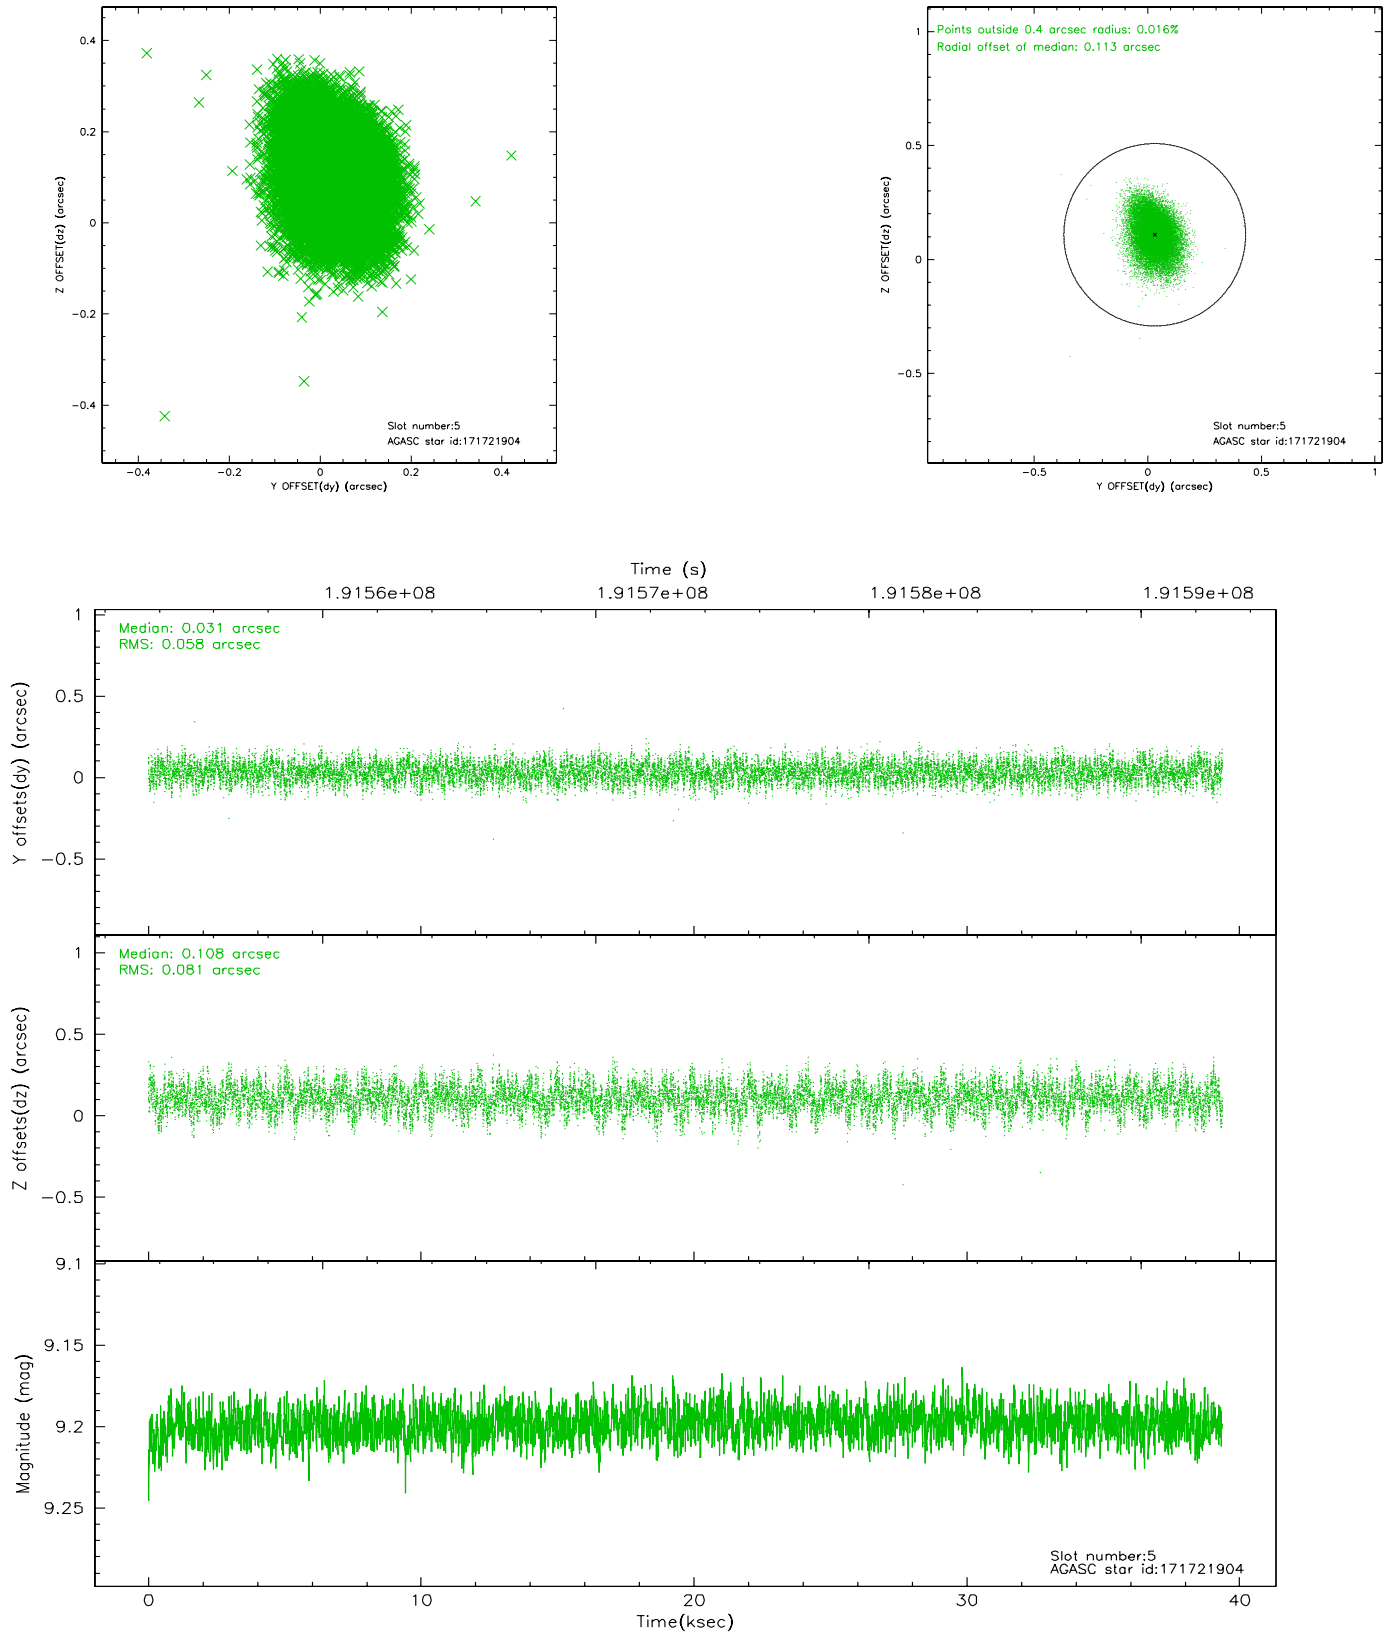 0.4
0.2
0
−0.2
−0.4
Z OFFSET(dz) (arcsec)
Slot number:5
AGASC star id:171721904
−0.4 −0.2 0 0.2 0.4
Y OFFSET(dy) (arcsec)
Points outside 0.4 arcsec radius: 0.016%
Radial offset of median: 0.113 arcsec
1
0.5
0
−0.5
Z OFFSET(dz) (arcsec)
Slot number:5
AGASC star id:171721904
−0.5 0 0.5 1
Y OFFSET(dy) (arcsec)
Time (s)
1.9156e+08 1.9157e+08 1.9158e+08 1.9159e+08
Median: 0.031 arcsec
RMS: 0.058 arcsec
1
0.5
0
−0.5
Y offsets(dy) (arcsec)
Median: 0.108 arcsec
RMS: 0.081 arcsec
1
0.5
0
−0.5
Z offsets(dz) (arcsec)
9.1
9.15
9.2
9.25
Magnitude (mag)
Slot number:5
AGASC star id:171721904
0 10 20 30 40
Time(ksec)